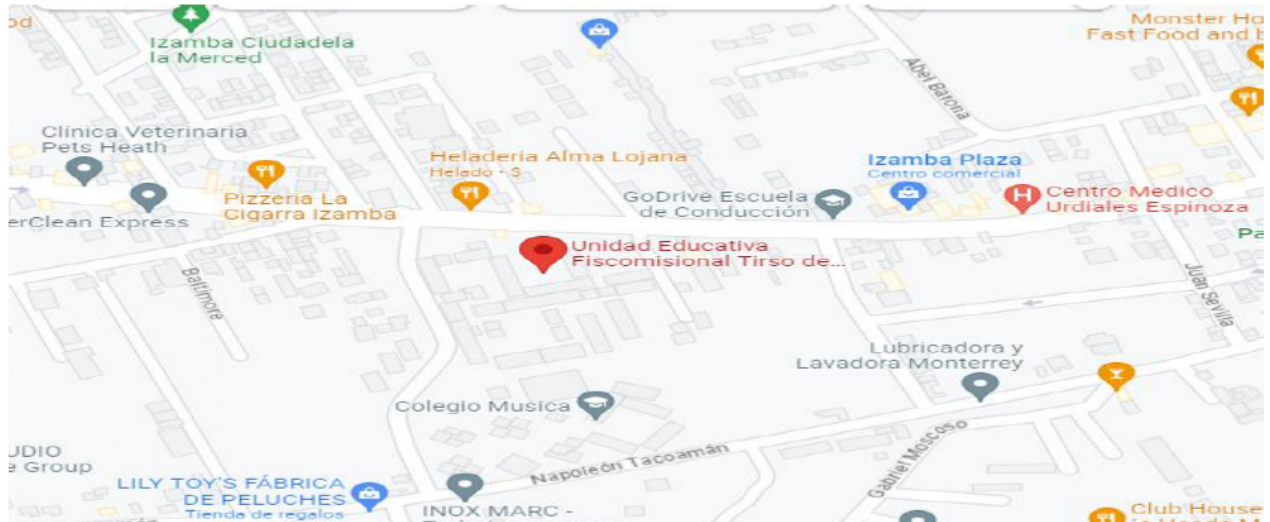 od
Izamba Ciudadela
la Merced
Monster Ho
Fast Food and b
Abel Barona
Clínica Veterinaria
Pets Heath
Heladeria Alma Lojana
Helado · $
Izamba Plaza
Centro comercial
Pizzeria La
Cigarra Izamba
GoDrive Escuela
de Conducción
Centro Medico
Urdiales Espinoza
erClean Express
Pa
Unidad Educativa
Fiscomisional Tirso de...
Baltimore
Juan Sevilla
Lubricadora y
Lavadora Monterrey
Colegio Musica
Napoleón Tacoamán
Gabriel Moscoso
UDIO
e Group
LILY TOY'S FÁBRICA
DE PELUCHES
Tienda de regalos
INOX MARC -
Club House